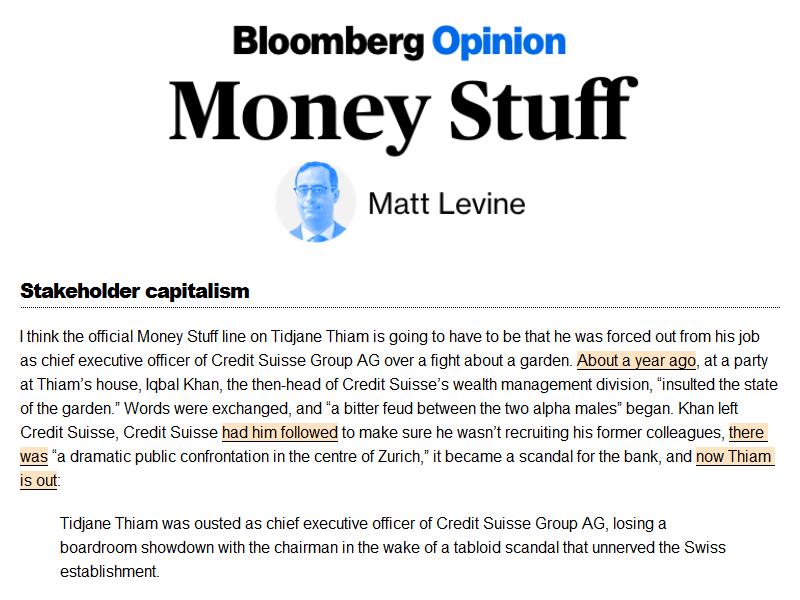 Bloomberg Opinion
Money Stuff
Matt Levine
Stakeholder capitalism
I think the official Money Stuff line on Tidjane Thiam is going to have to be that he was forced out from his job
as chief executive officer of Credit Suisse Group AG over a fight about a garden. About a year ago, at a party
at Thiam’s house, Iqbal Khan, the then-head of Credit Suisse’s wealth management division, “insulted the state
of the garden.” Words were exchanged, and “a bitter feud between the two alpha males” began. Khan left
Credit Suisse, Credit Suisse had him followed to make sure he wasn’t recruiting his former colleagues, there
was “a dramatic public confrontation in the centre of Zurich,” it became a scandal for the bank, and now Thiam
is out:
Tidjane Thiam was ousted as chief executive officer of Credit Suisse Group AG, losing a
boardroom showdown with the chairman in the wake of a tabloid scandal that unnerved the Swiss
establishment.